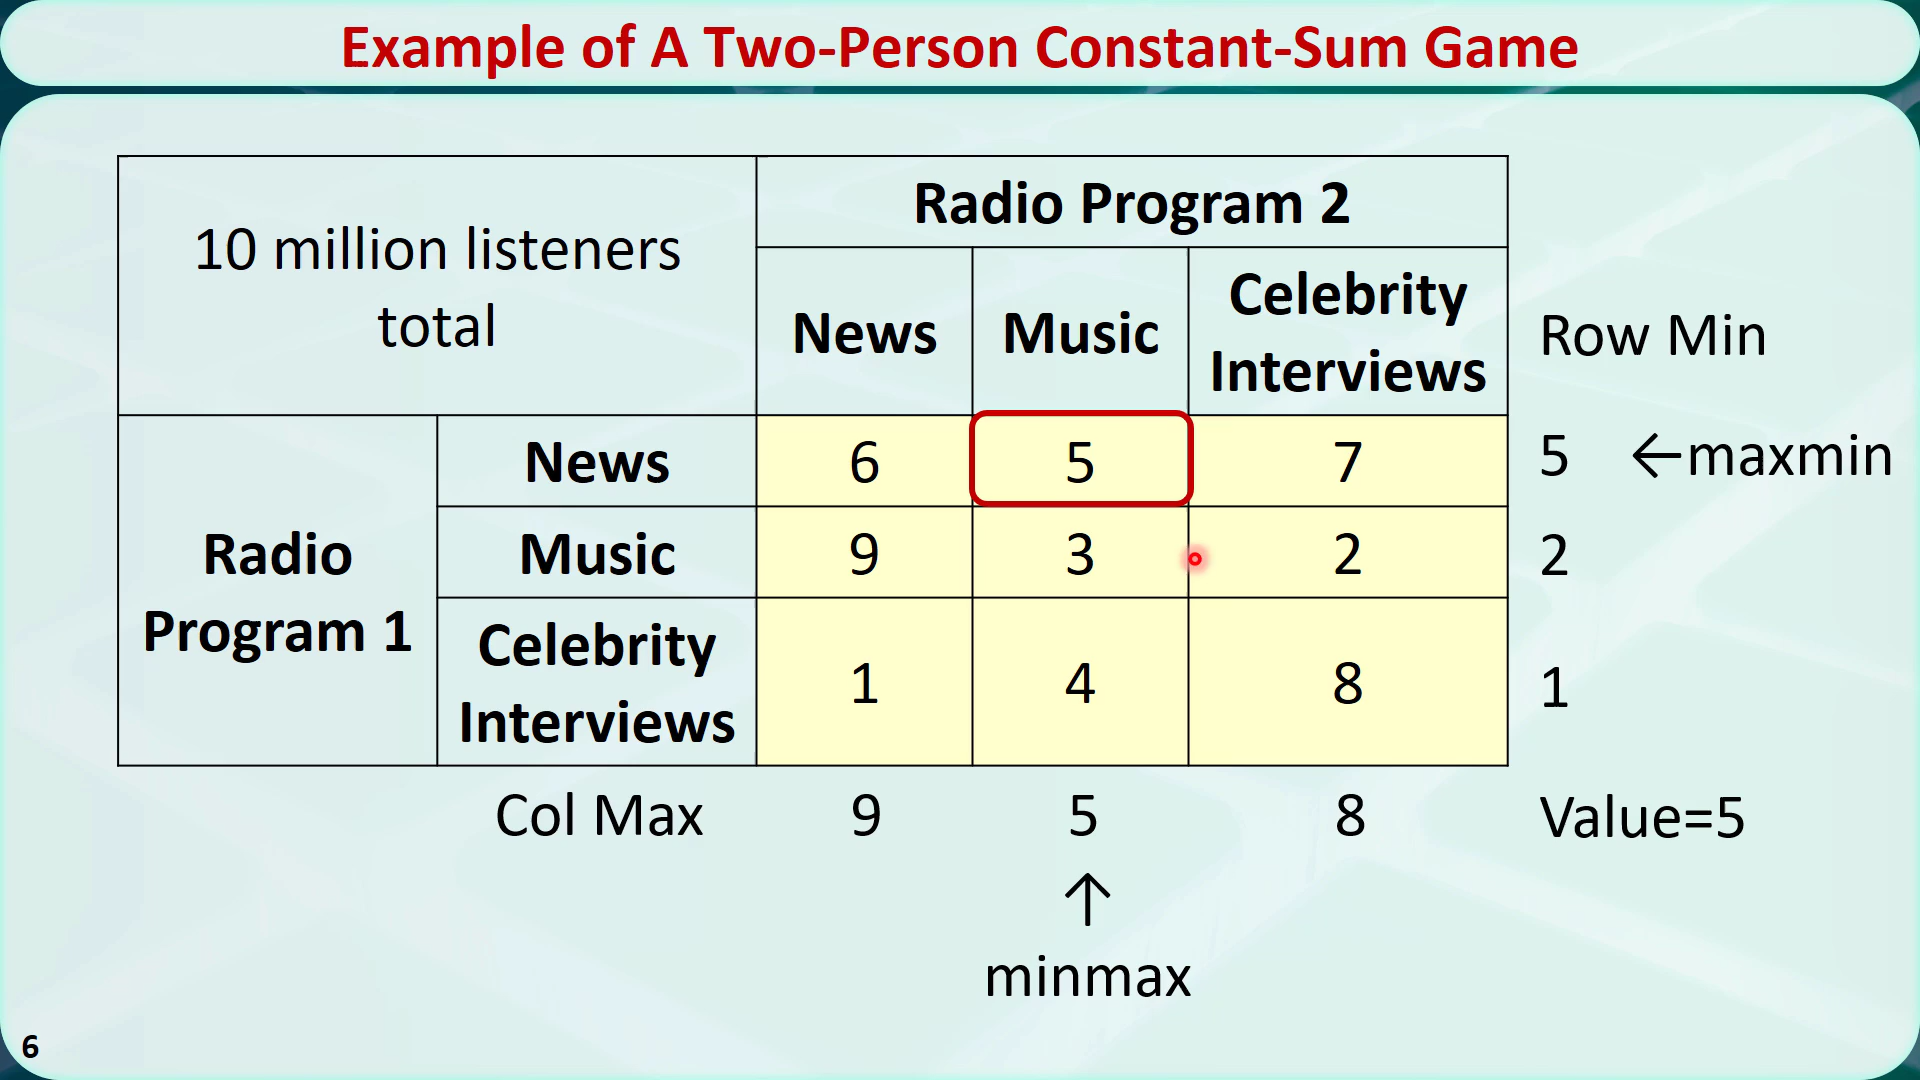 Example of A Two-Person Constant-Sum Game
10 million listeners
total
Radio Program 2
News Music Celebrity
Interviews
Row Min
Radio
Program 1
News 6 5 7 5 ←maxmin
Music 9 3 2 2
Celebrity
Interviews 1 4 8 1
Col Max 9 5 8 Value=5
↑
minmax
6